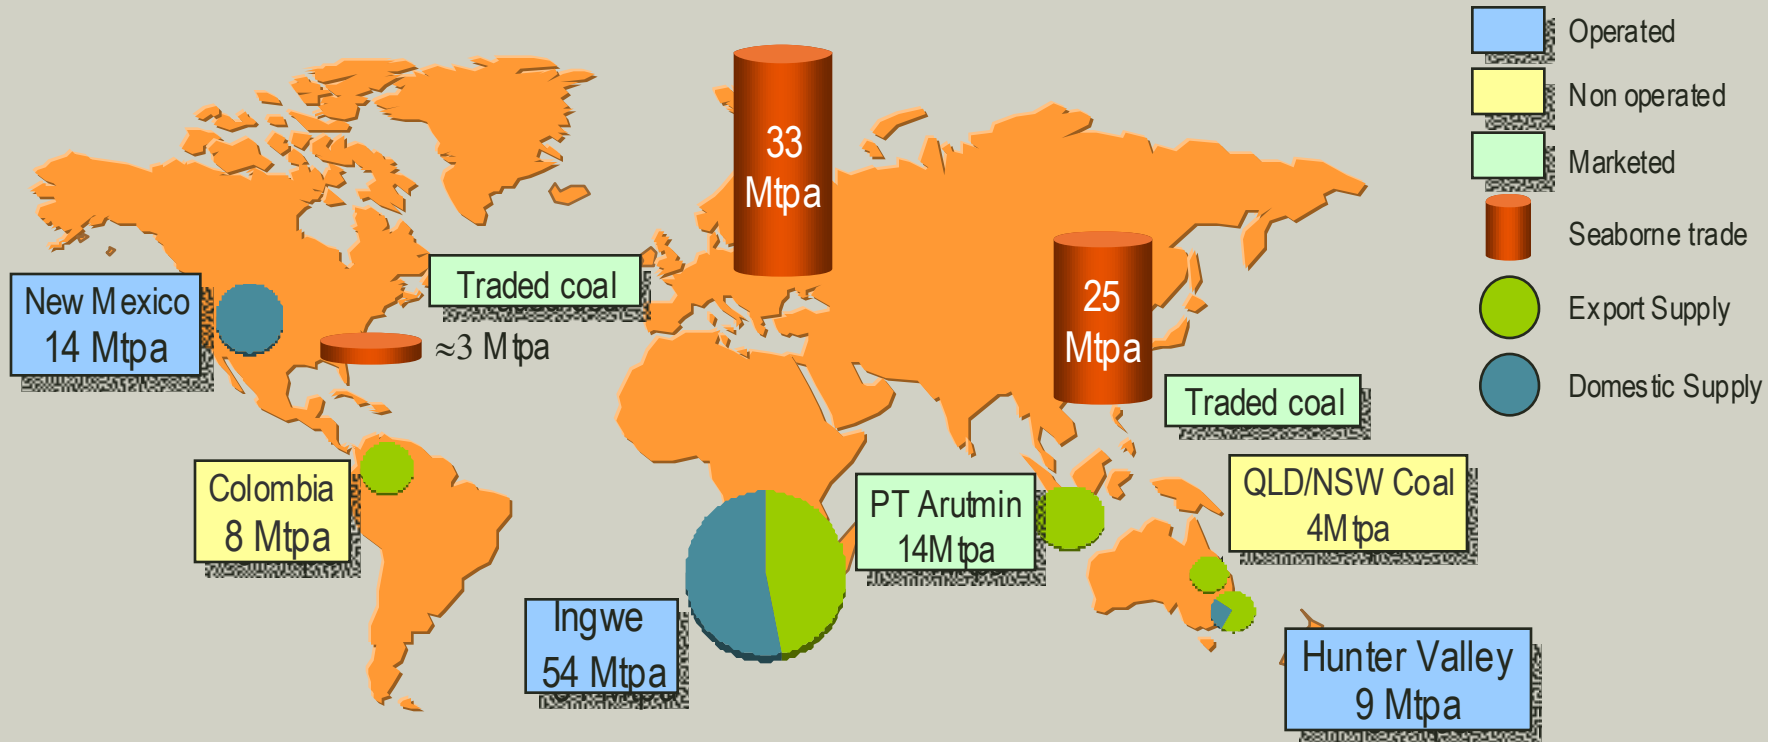 33
Mtpa
25
Mtpa
Traded coal
≈3 Mtpa
New Mexico
14 Mtpa
Traded coal
Colombia
8 Mtpa
PT Arutmin
14Mtpa
QLD/NSW Coal
4Mtpa
Ingwe
54 Mtpa
Hunter Valley
9 Mtpa
Operated
Non operated
Marketed
Seaborne trade
Export Supply
Domestic Supply